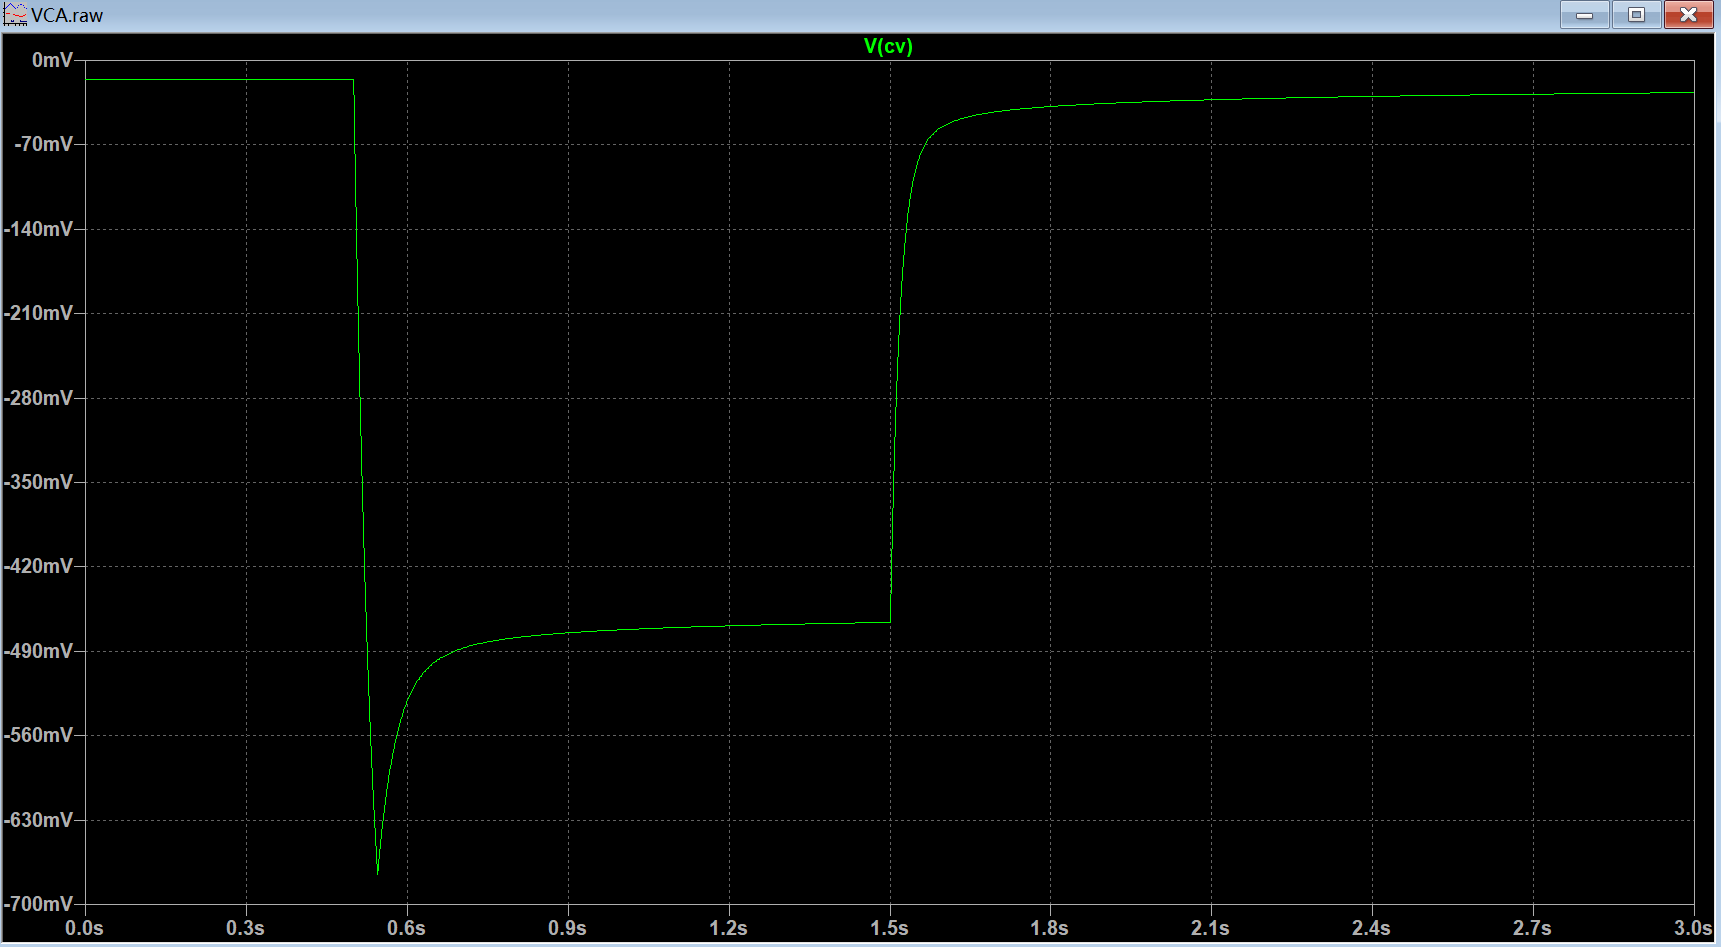 VCA.raw
V(cv)
0mV
-70mV
-140mV
-210mV
-280mV
-350mV
-420mV
-490mV
-560mV
-630mV
-700mV
0.0s 0.3s 0.6s 0.9s 1.2s 1.5s 1.8s 2.1s 2.4s 2.7s 3.0s